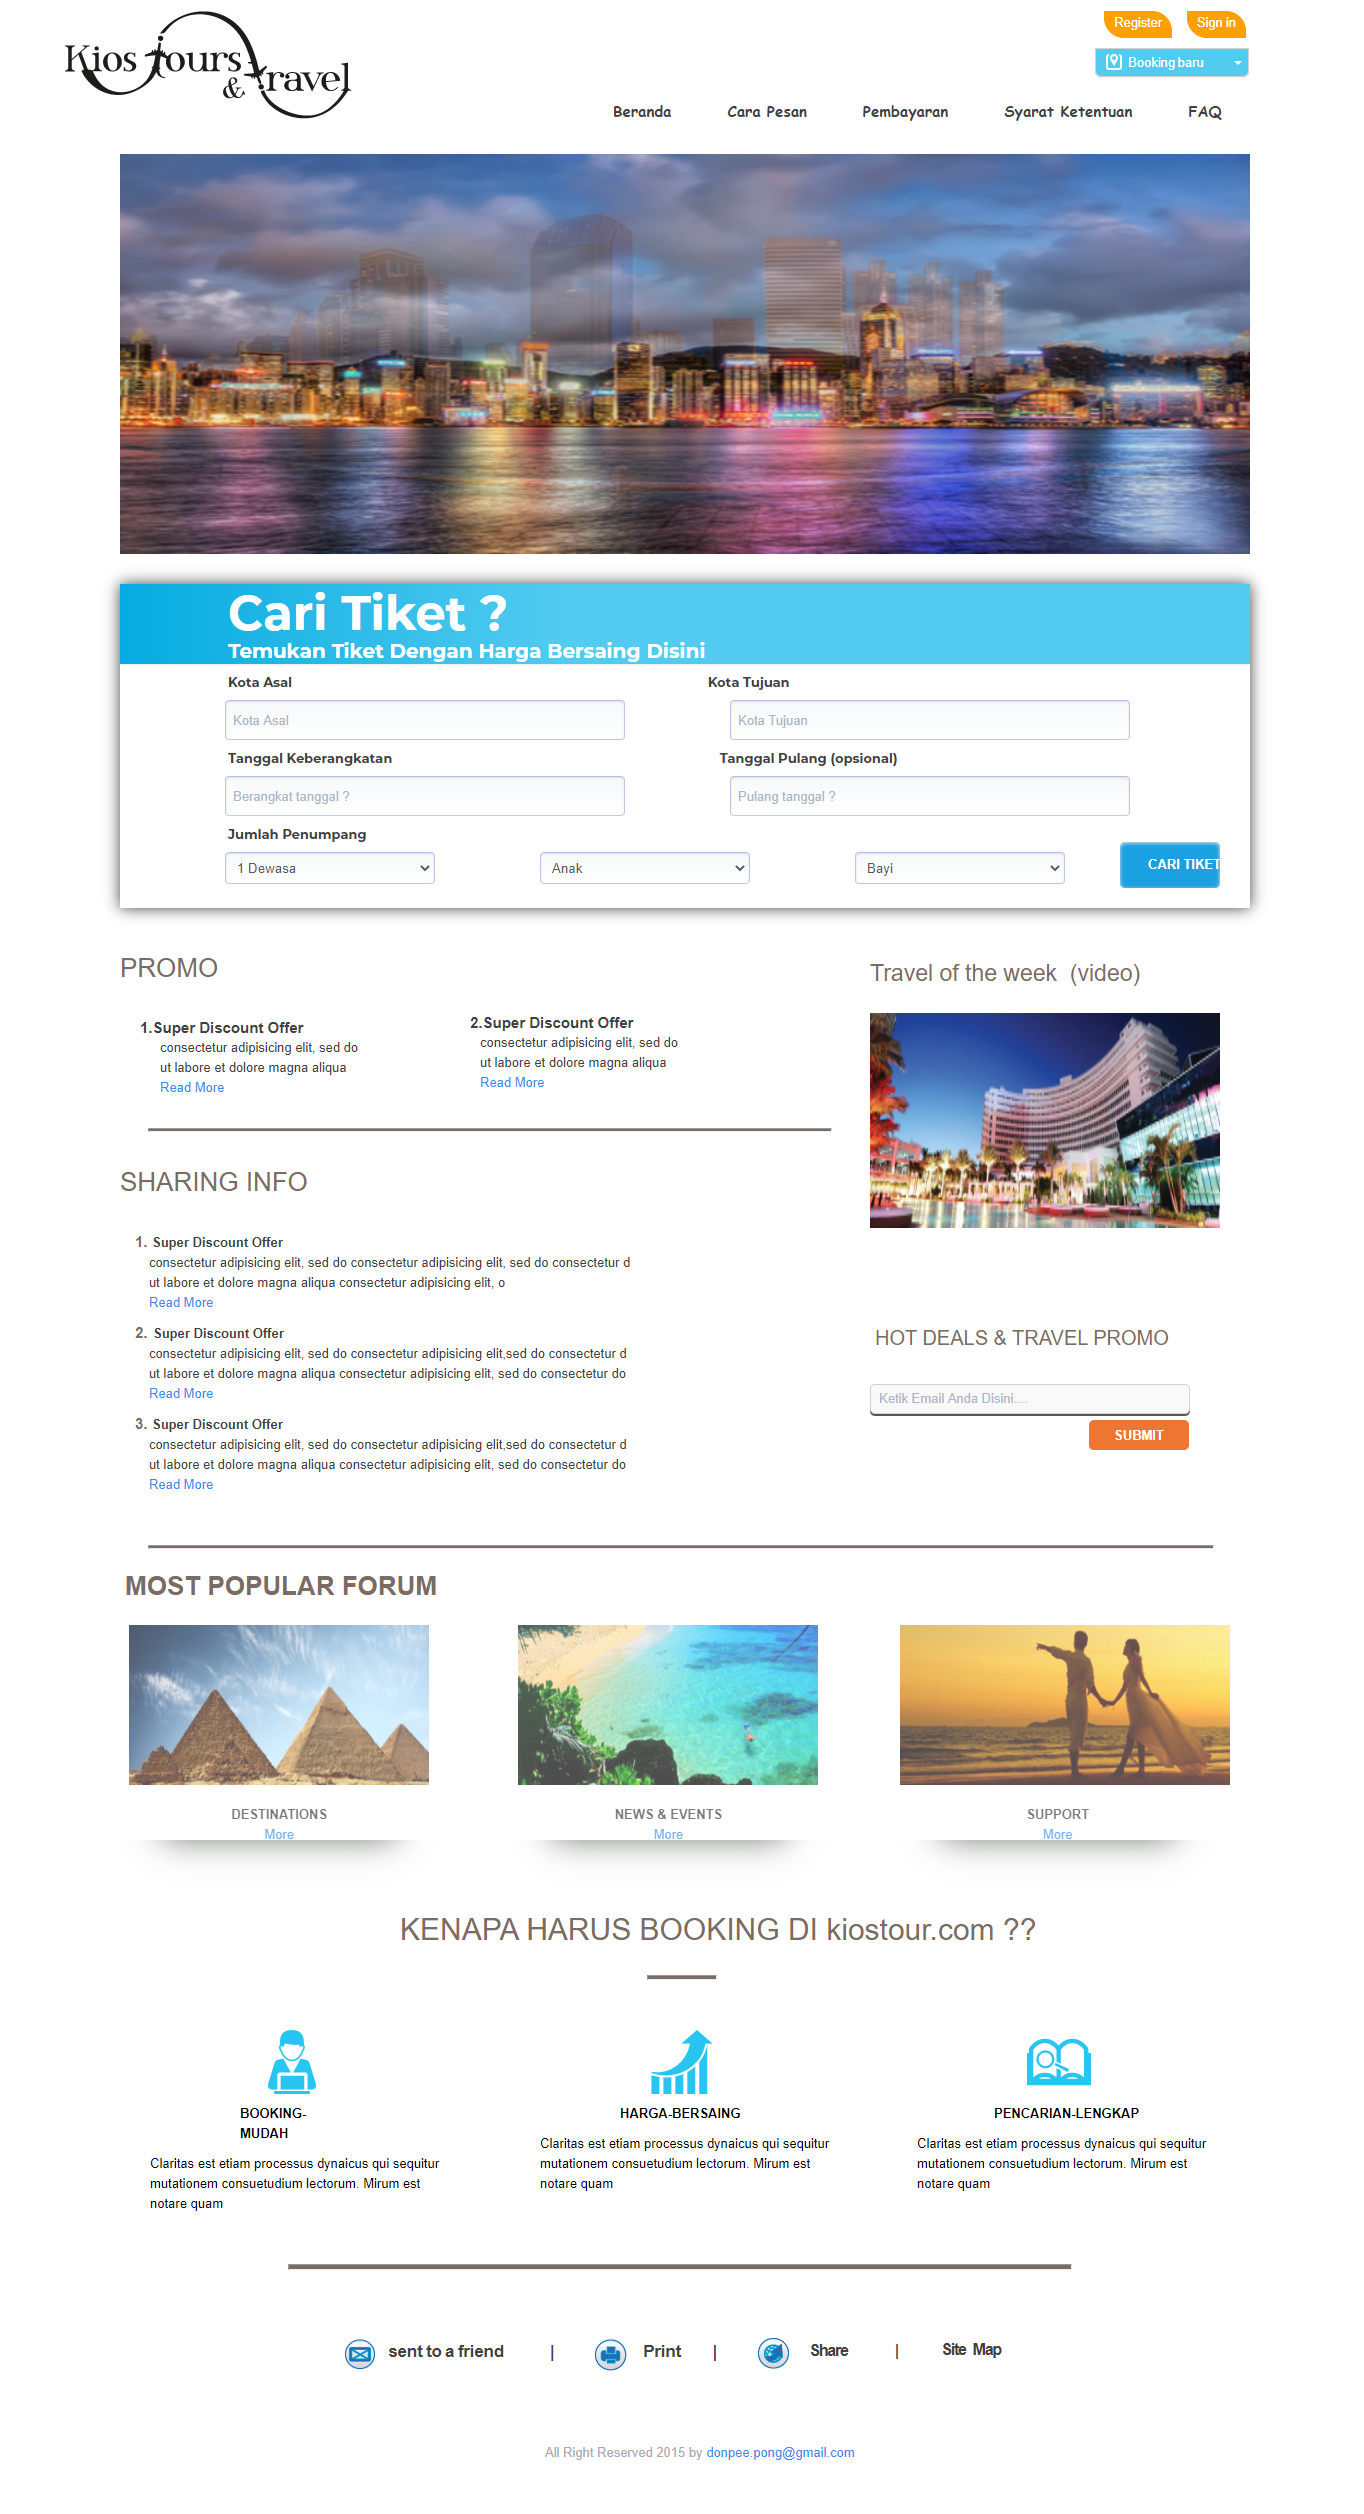 Kios Tours
& Travel
Register
Sign in
Booking baru
Beranda
Cara Pesan
Pembayaran
Syarat Ketentuan
FAQ
Cari Tiket ?
Temukan Tiket Dengan Harga Bersaing Disini
Kota Asal
Kota Tujuan
Kota Asal
Kota Tujuan
Tanggal Keberangkatan
Tanggal Pulang (opsional)
Berangkat tanggal ?
Pulang tanggal ?
Jumlah Penumpang
1 Dewasa
Anak
Bayi
CARI TIKET
PROMO
1.Super Discount Offer
consectetur adipisicing elit, sed do
ut labore et dolore magna aliqua
Read More
2.Super Discount Offer
consectetur adipisicing elit, sed do
ut labore et dolore magna aliqua
Read More
Travel of the week (video)
SHARING INFO
1. Super Discount Offer
consectetur adipisicing elit, sed do consectetur adipisicing elit, sed do consectetur d
ut labore et dolore magna aliqua consectetur adipisicing elit, o
Read More
2. Super Discount Offer
consectetur adipisicing elit, sed do consectetur adipisicing elit,sed do consectetur d
ut labore et dolore magna aliqua consectetur adipisicing elit, sed do consectetur do
Read More
3. Super Discount Offer
consectetur adipisicing elit, sed do consectetur adipisicing elit,sed do consectetur d
ut labore et dolore magna aliqua consectetur adipisicing elit, sed do consectetur do
Read More
HOT DEALS & TRAVEL PROMO
Ketik Email Anda Disini....
SUBMIT
MOST POPULAR FORUM
DESTINATIONS
More
NEWS & EVENTS
More
SUPPORT
More
KENAPA HARUS BOOKING DI kiostour.com ??
BOOKING-
MUDAH
Claritas est etiam processus dynaicus qui sequitur
mutationem consuetudium lectorum. Mirum est
notare quam
HARGA-BERSAING
Claritas est etiam processus dynaicus qui sequitur
mutationem consuetudium lectorum. Mirum est
notare quam
PENCARIAN-LENGKAP
Claritas est etiam processus dynaicus qui sequitur
mutationem consuetudium lectorum. Mirum est
notare quam
sent to a friend | Print | Share | Site Map
All Right Reserved 2015 by donpee.pong@gmail.com